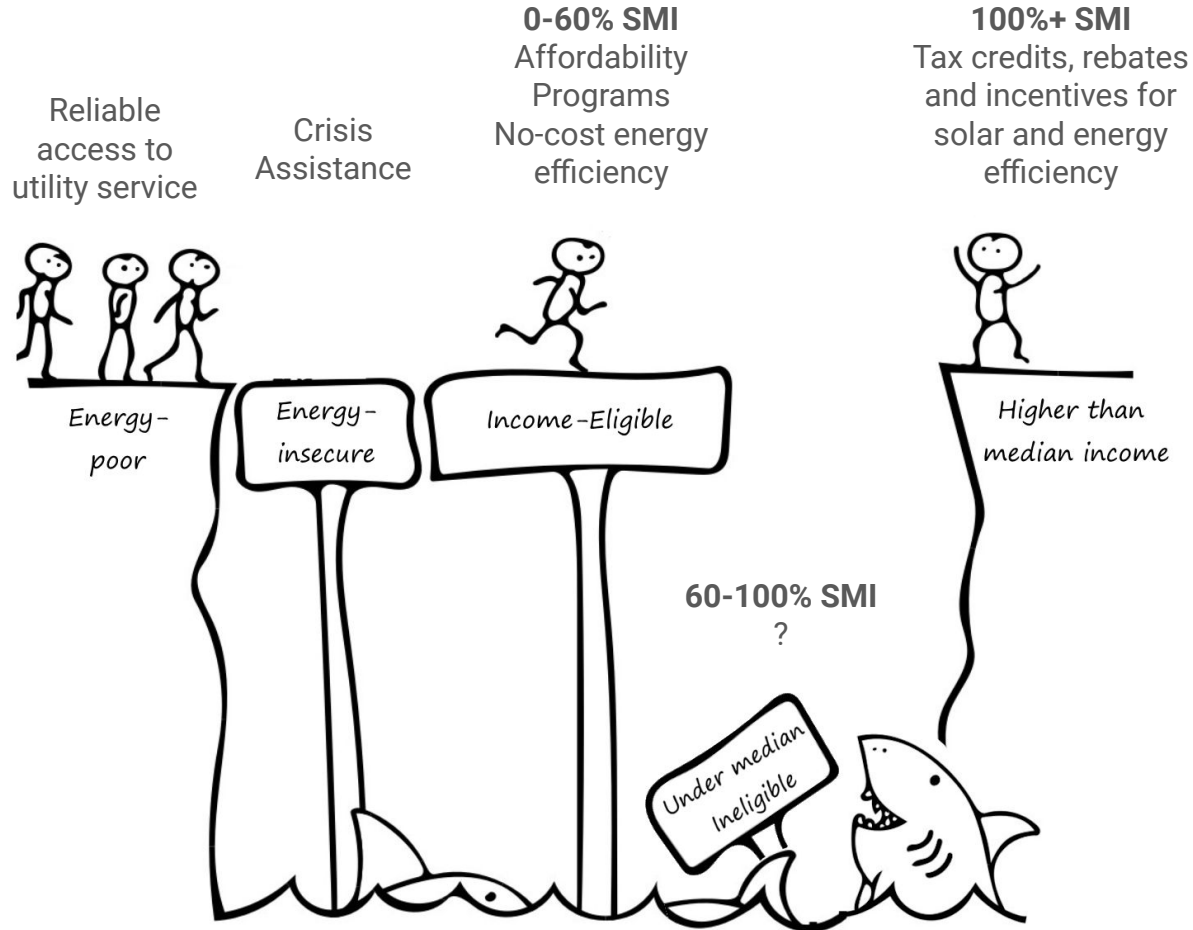 Reliable
access to
utility service
Crisis
Assistance
0-60% SMI
Affordability
Programs
No-cost energy
efficiency
100%+ SMI
Tax credits, rebates
and incentives for
solar and energy
efficiency
Energy-
poor
Energy-
insecure
Income-Eligible
Higher than
median income
60-100% SMI
?
Under median
Ineligible